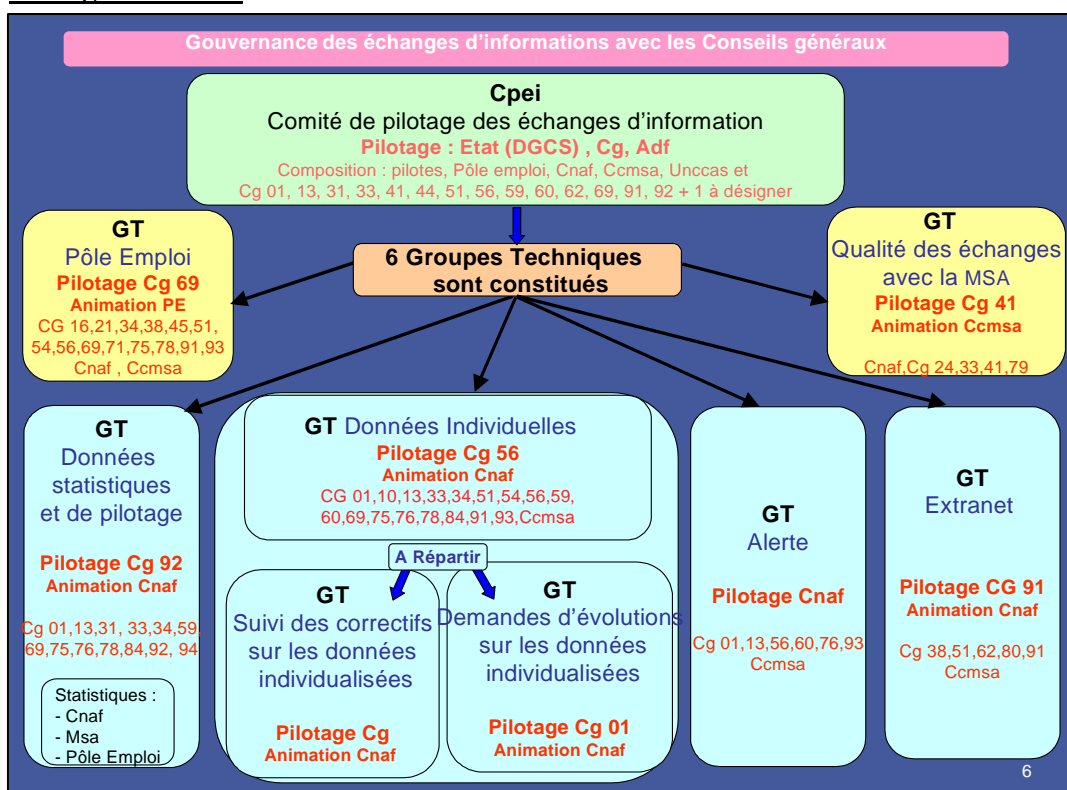 Gouvernance des échanges d'informations avec les Conseils généraux
Cpei
Comité de pilotage des échanges d'information
Pilotage : Etat (DGCS) , Cg, Adf
Composition : pilotes, Pôle emploi, Cnaf, Ccmsa, Unccas et
Cg 01, 13, 31, 33, 41, 44, 51, 56, 59, 60, 62, 69, 91, 92 + 1 à désigner
GT
Pôle Emploi
Pilotage Cg 69
Animation PE
CG 16,21,34,38,45,51,
54,56,69,71,75,78,91,93
Cnaf , Ccmsa
6 Groupes Techniques
sont constitués
GT
Qualité des échanges
avec la MSA
Pilotage Cg 41
Animation Ccmsa
Cnaf,Cg 24,33,41,79
GT
Données
statistiques
et de pilotage
Pilotage Cg 92
Animation Cnaf
Cg 01,13,31, 33,34,59,
69,75,76,78,84,92, 94
Statistiques :
- Cnaf
- Msa
- Pôle Emploi
GT Données Individuelles
Pilotage Cg 56
Animation Cnaf
CG 01,10,13,33,34,51,54,56,59,
60,69,75,76,78,84,91,93,Ccmsa
A Répartir
GT
Suivi des correctifs
sur les données
individualisées
Pilotage Cg
Animation Cnaf
GT
Demandes d'évolutions
sur les données
individualisées
Pilotage Cg 01
Animation Cnaf
GT
Alerte
Pilotage Cnaf
Cg 01,13,56,60,76,93
Ccmsa
GT
Extranet
Pilotage CG 91
Animation Cnaf
Cg 38,51,62,80,91
Ccmsa
6